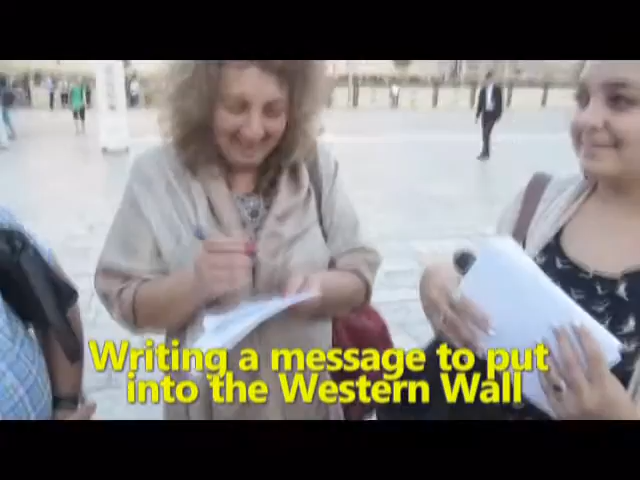 Writing a message to put
into the Western Wall